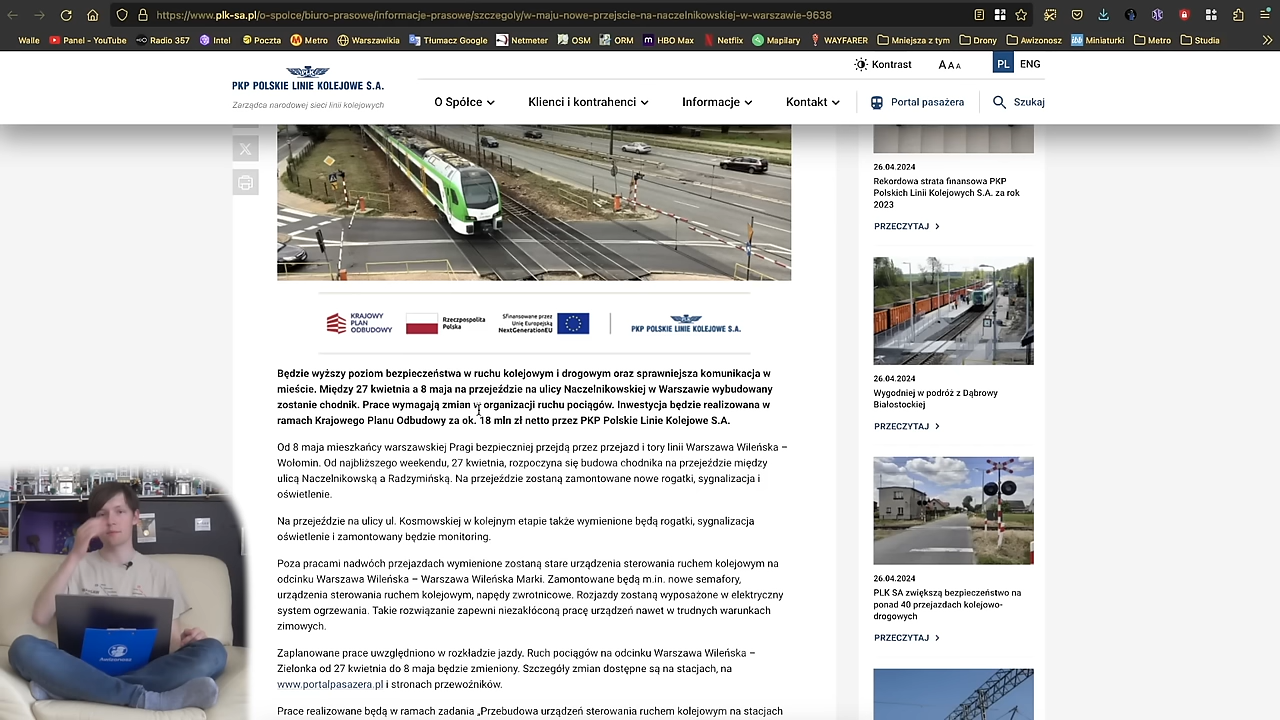 https://www.plk-sa.pl/o-spolce/biuro-prasowe/informacje-prasowe/szczegoly/w-maju-nowe-przejscie-na-naczelnikowskiej-w-warszawie-9638
Walle Panel - YouTube Radio 357 Intel Poczta Metro Warszawikia Tłumacz Google Netmeter OSM ORM HBO Max Netflix Mapilary WAYFARER Mniejsza z tym Drony Awizonosz Miniatuki Metro Studia
Kontrast A A A PL ENG
PKP POLSKIE LINIE KOLEJOWE S.A.
Zarządca narodowej sieci linii kolejowych
O Spółce Klienci i kontrahenci Informacje Kontakt Portal pasażera Szukaj
KRAJOWY PLAN ODBUDOWY
Rzeczpospolita Polska
Sfinansowane przez Unię Europejską NextGenerationEU
PKP POLSKIE LINIE KOLEJOWE S.A.
Będzie wyższy poziom bezpieczeństwa w ruchu kolejowym i drogowym oraz sprawniejsza komunikacja w
mieście. Między 27 kwietnia a 8 maja na przejeździe na ulicy Naczelnikowskiej w Warszawie wybudowany
zostanie chodnik. Prace wymagają zmian w organizacji ruchu pociągów. Inwestycja będzie realizowana w
ramach Krajowego Planu Odbudowy za ok. 18 mln zł netto przez PKP Polskie Linie Kolejowe S.A.
Od 8 maja mieszkańcy warszawskiej Pragi bezpieczniej przejdą przez przejazd i tory linii Warszawa Wileńska –
Wołomin. Od najbliższego weekendu, 27 kwietnia, rozpoczyna się budowa chodnika na przejeździe między
ulicą Naczelnikowską a Radzymińską. Na przejeździe zostaną zamontowane nowe rogatki, sygnalizacja i
oświetlenie.
Na przejeździe na ulicy ul. Kosmowskiej w kolejnym etapie także wymienione będą rogatki, sygnalizacja
oświetlenie i zamontowany będzie monitoring.
Poza pracami nadwóch przejazdach wymienione zostaną stare urządzenia sterowania ruchem kolejowym na
odcinku Warszawa Wileńska – Warszawa Wileńska Marki. Zamontowane będą m.in. nowe semafory,
urządzenia sterowania ruchem kolejowym, napędy zwrotnicowe. Rozjazdy zostaną wyposażone w elektryczny
system ogrzewania. Takie rozwiązanie zapewni niezakłóconą pracę urządzeń nawet w trudnych warunkach
zimowych.
Zaplanowane prace uwzględniono w rozkładzie jazdy. Ruch pociągów na odcinku Warszawa Wileńska –
Zielonka od 27 kwietnia do 8 maja będzie zmieniony. Szczegóły zmian dostępne są na stacjach, na
www.portalpasazera.pl i stronach przewoźników.
Prace realizowane będą w ramach zadania „Przebudowa urządzeń sterowania ruchem kolejowym na stacjach
26.04.2024
Rekordowa strata finansowa PKP
Polskich Linii Kolejowych S.A. za rok
2023
PRZECZYTAJ
26.04.2024
Wygodniej w podróż z Dąbrowy
Białostockiej
PRZECZYTAJ
26.04.2024
PLK SA zwiększą bezpieczeństwo na
ponad 40 przejazdach kolejowo-
drogowych
PRZECZYTAJ